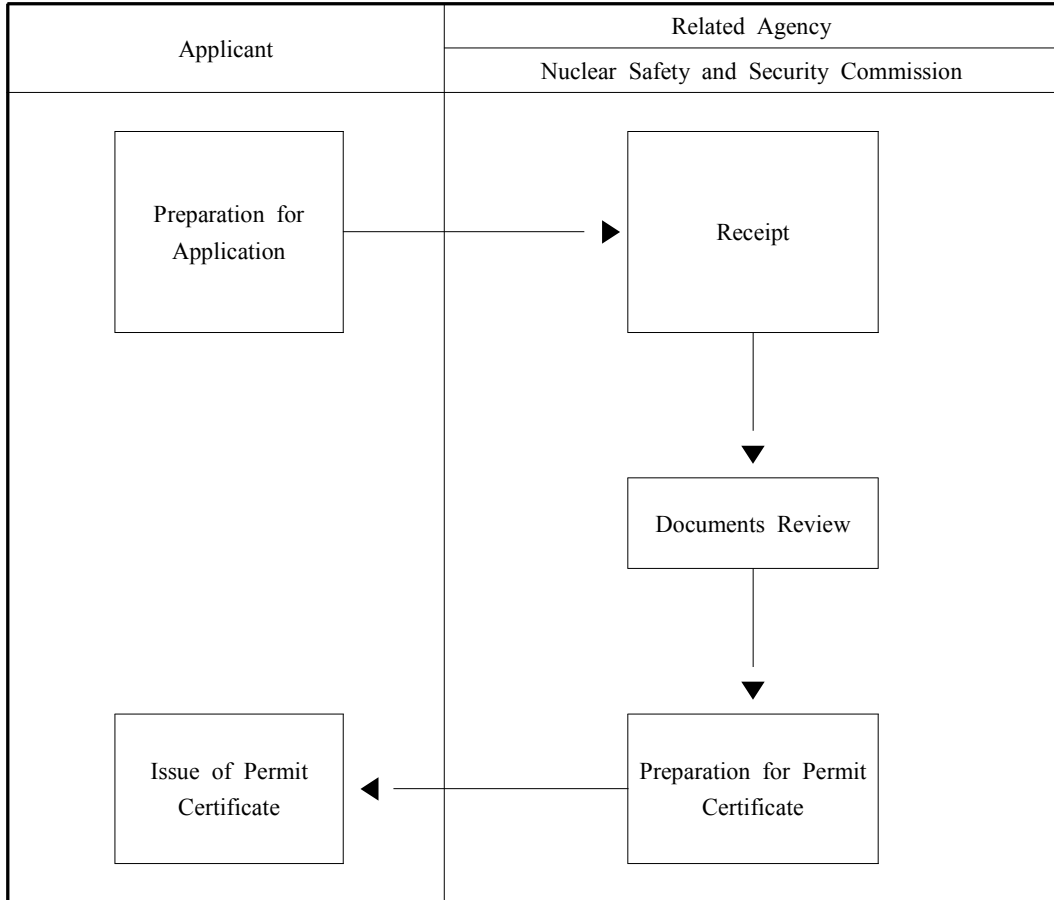 Applicant
Related Agency
Nuclear Safety and Security Commission
Preparation for
Application
Receipt
Documents Review
Issue of Permit
Certificate
Preparation for Permit
Certificate